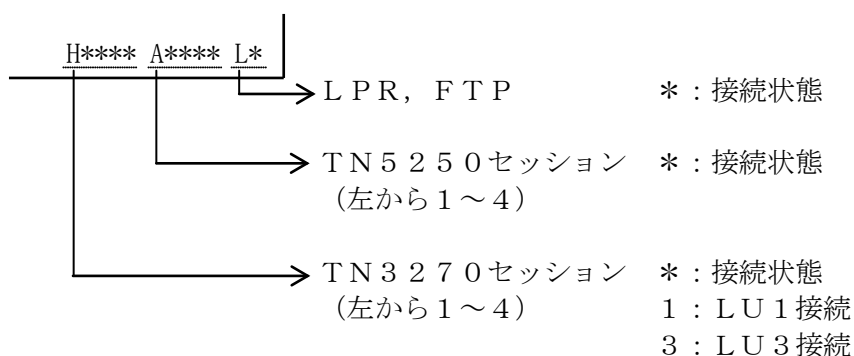 H**** A**** L*
ＬＰＲ，ＦＴＰ　　　＊：接続状態
ＴＮ５２５０セッション　＊：接続状態
（左から１～４）
ＴＮ３２７０セッション　＊：接続状態
（左から１～４）　　　１：ＬＵ１接続
３：ＬＵ３接続